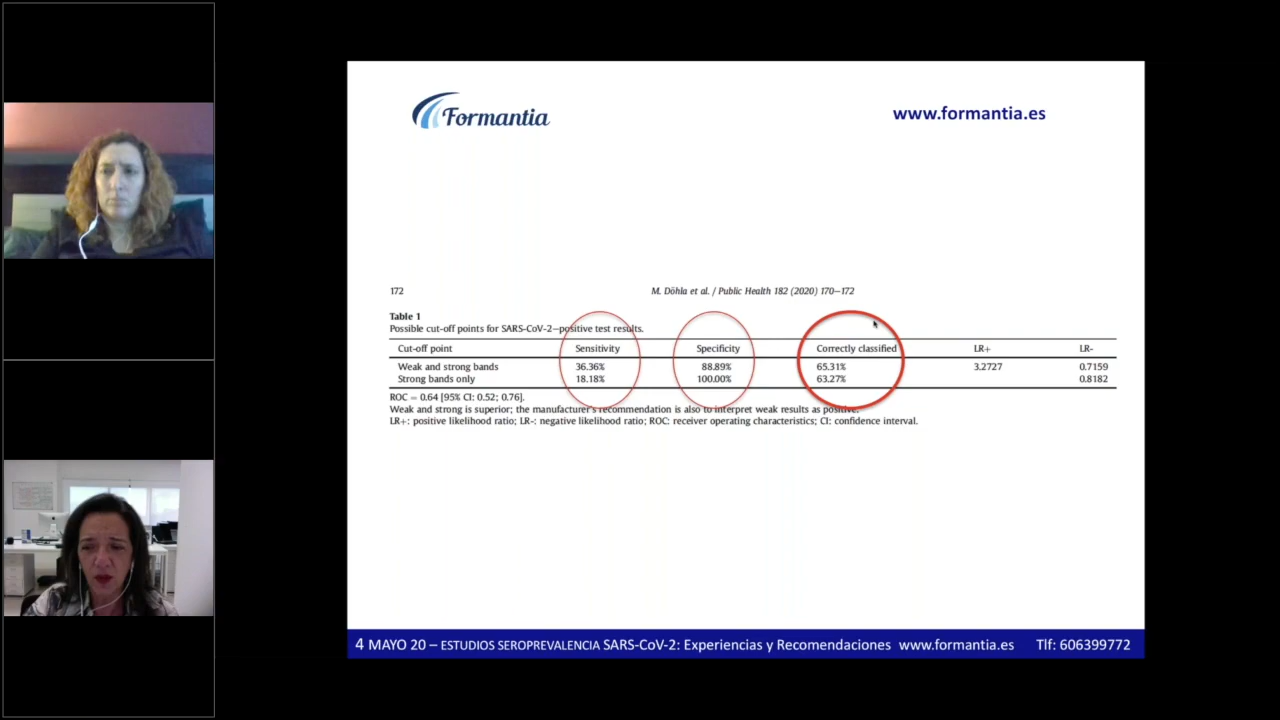 Formantia
www.formantia.es
172
M. Döhla et al. / Public Health 182 (2020) 170–172
Table 1
Possible cut-off points for SARS-CoV-2–positive test results.
Cut-off point Sensitivity Specificity Correctly classified LR+ LR-
Weak and strong bands 36.36% 88.89% 65.31% 3.2727 0.7159
Strong bands only 18.18% 100.00% 63.27% 0.8182
ROC = 0.64 [95% CI: 0.52; 0.76].
Weak and strong is superior; the manufacturer's recommendation is also to interpret weak results as positive.
LR+: positive likelihood ratio; LR-: negative likelihood ratio; ROC: receiver operating characteristics; CI: confidence interval.
4 MAYO 20 – ESTUDIOS SEROPREVALENCIA SARS-CoV-2: Experiencias y Recomendaciones www.formantia.es Tlf: 606399772